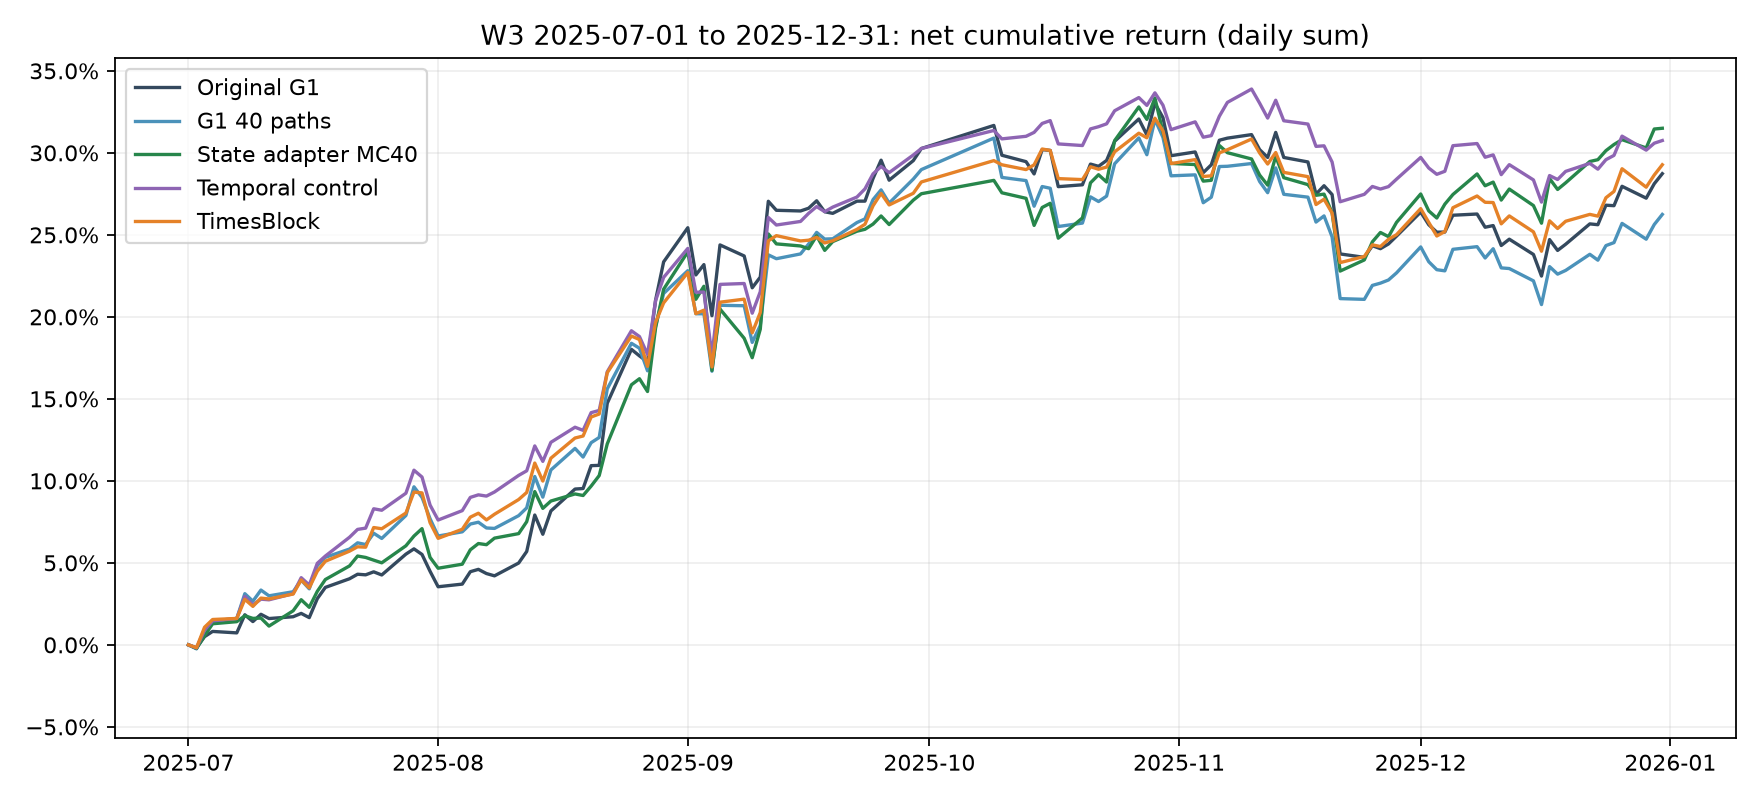 W3 2025-07-01 to 2025-12-31: net cumulative return (daily sum)
35.0%
30.0%
25.0%
20.0%
15.0%
10.0%
5.0%
0.0%
−5.0%
Original G1
G1 40 paths
State adapter MC40
Temporal control
TimesBlock
2025-07
2025-08
2025-09
2025-10
2025-11
2025-12
2026-01